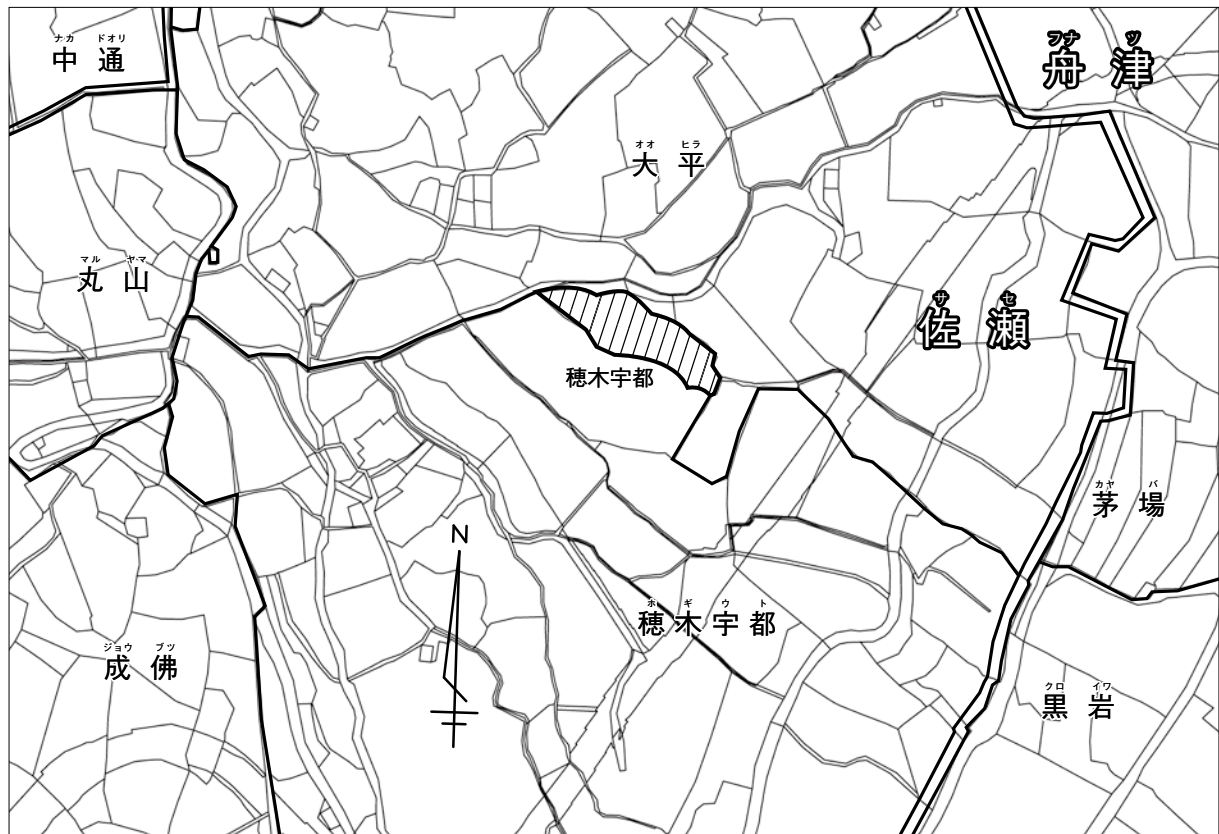 ナカ ドオリ
中通
フナ ツ
舟津
オオ ヒラ
大平
マル ヤマ
丸山
サ セ
佐瀬
穂木宇都
カヤ バ
茅場
N
ホ ギ ウ ト
穂木宇都
ジョウ ブツ
成佛
クロ イワ
黒岩